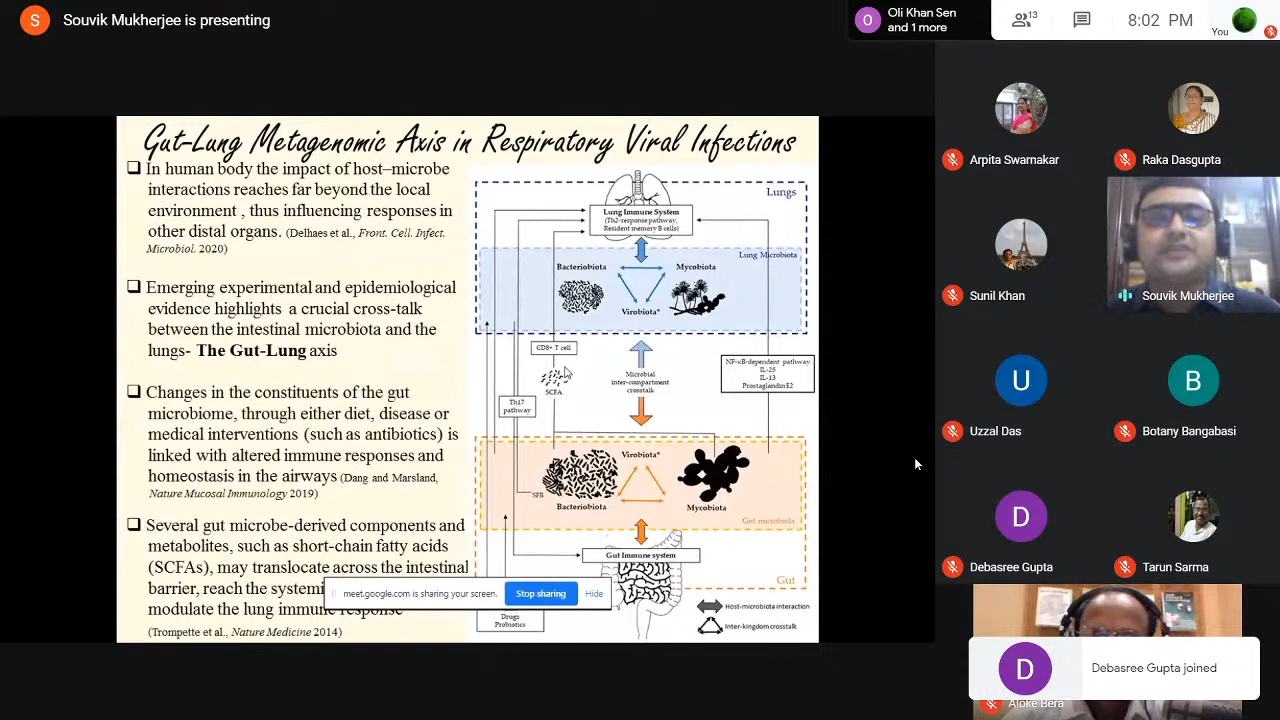 S
Souvik Mukherjee is presenting
O
Oli Khan Sen
and 1 more
13
8:02 PM
You
Gut-Lung Metagenomic Axis in Respiratory Viral Infections
In human body the impact of host–microbe
interactions reaches far beyond the local
environment , thus influencing responses in
other distal organs. (Delhaes et al., Front. Cell. Infect.
Microbiol. 2020)
Emerging experimental and epidemiological
evidence highlights a crucial cross-talk
between the intestinal microbiota and the
lungs- The Gut-Lung axis
Changes in the constituents of the gut
microbiome, through either diet, disease or
medical interventions (such as antibiotics) is
linked with altered immune responses and
homeostasis in the airways (Dang and Marsland,
Nature Mucosal Immunology 2019)
Several gut microbe-derived components and
metabolites, such as short-chain fatty acids
(SCFAs), may translocate across the intestinal
barrier, reach the systemi
modulate the lung immune response
(Trompette et al., Nature Medicine 2014)
Lungs
Lung Immune System
(Th1-response pathway,
Resident memory B cells)
Lung Microbiota
Bacteriobiota
Mycobiota
Virobiota*
CD8+ T cell
SCFA
Th17
pathway
Microbial
inter-compartment
crosstalk
NF-κB-dependent pathway
IL-25
IL-13
Prostaglandin E2
Virobiota*
SFB
Bacteriobiota
Mycobiota
Gut microbiota
Gut Immune system
Gut
Drugs
Probiotics
Host-microbiota interaction
Inter-kingdom crosstalk
meet.google.com is sharing your screen.
Stop sharing
Hide
Arpita Swarnakar
Raka Dasgupta
Sunil Khan
Souvik Mukherjee
U
Uzzal Das
B
Botany Bangabasi
D
Debasree Gupta
Tarun Sarma
D
Debasree Gupta joined
Aloke Bera